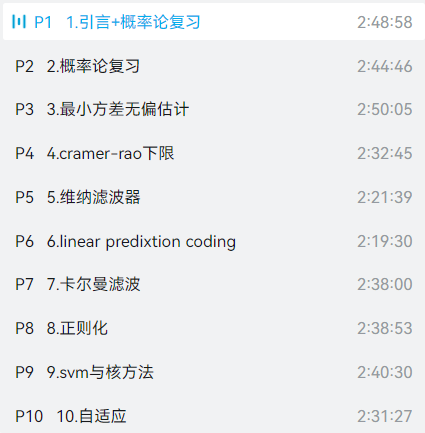 P1 1.引言+概率论复习 2:48:58
P2 2.概率论复习 2:44:46
P3 3.最小方差无偏估计 2:50:05
P4 4.cramer-rao下限 2:32:45
P5 5.维纳滤波器 2:21:39
P6 6.linear predixtion coding 2:19:30
P7 7.卡尔曼滤波 2:38:00
P8 8.正则化 2:38:53
P9 9.svm与核方法 2:40:30
P10 10.自适应 2:31:27